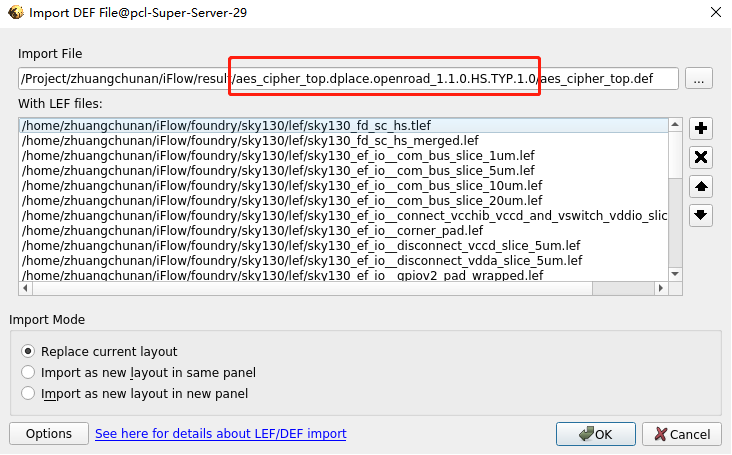 Import DEF File@pcl-Super-Server-29
Import File
/Project/zhuangchunan/iFlow/result/aes_cipher_top.dplace.openroad_1.1.0.HS.TYP.1.0/aes_cipher_top.def
...
With LEF files:
/home/zhuangchunan/iFlow/foundry/sky130/lef/sky130_fd_sc_hs.tlef
/home/zhuangchunan/iFlow/foundry/sky130/lef/sky130_fd_sc_hs_merged.lef
/home/zhuangchunan/iFlow/foundry/sky130/lef/sky130_ef_io__com_bus_slice_1um.lef
/home/zhuangchunan/iFlow/foundry/sky130/lef/sky130_ef_io__com_bus_slice_5um.lef
/home/zhuangchunan/iFlow/foundry/sky130/lef/sky130_ef_io__com_bus_slice_10um.lef
/home/zhuangchunan/iFlow/foundry/sky130/lef/sky130_ef_io__com_bus_slice_20um.lef
/home/zhuangchunan/iFlow/foundry/sky130/lef/sky130_ef_io__connect_vcchib_vccd_and_vswitch_vddio_slic
/home/zhuangchunan/iFlow/foundry/sky130/lef/sky130_ef_io__corner_pad.lef
/home/zhuangchunan/iFlow/foundry/sky130/lef/sky130_ef_io__disconnect_vccd_slice_5um.lef
/home/zhuangchunan/iFlow/foundry/sky130/lef/sky130_ef_io__disconnect_vdda_slice_5um.lef
/home/zhuangchunan/iFlow/foundry/sky130/lef/sky130_ef_io__gpiov2_pad_wrapped.lef
Import Mode
Replace current layout
Import as new layout in same panel
Import as new layout in new panel
Options
See here for details about LEF/DEF import
OK
Cancel